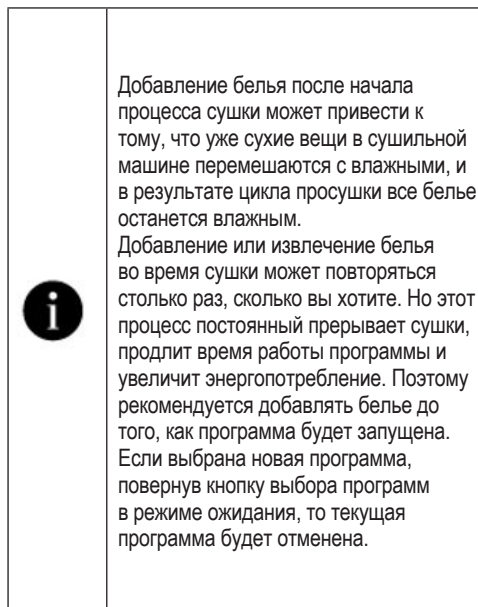 Добавление белья после начала
процесса сушки может привести к
тому, что уже сухие вещи в сушильной
машине перемешаются с влажными, и
в результате цикла просушки все белье
останется влажным.
Добавление или извлечение белья
во время сушки может повторяться
столько раз, сколько вы хотите. Но этот
процесс постоянный прерывает сушки,
продлит время работы программы и
увеличит энергопотребление. Поэтому
рекомендуется добавлять белье до
того, как программа будет запущена.
Если выбрана новая программа,
повернув кнопку выбора программ
в режиме ожидания, то текущая
программа будет отменена.